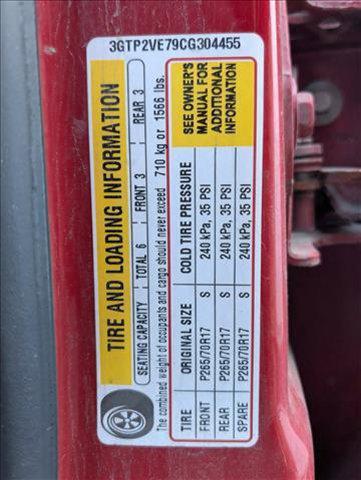 3GTP2VE79CG304455
TIRE AND LOADING INFORMATION
SEE OWNER'S
MANUAL FOR
ADDITIONAL
INFORMATION
SEATING CAPACITY TOTAL 6 FRONT 3 REAR 3
The combined weight of occupants and cargo should never exceed 710 kg or 1566 lbs.
TIRE ORIGINAL SIZE COLD TIRE PRESSURE
FRONT P265/70R17 S 240 kPa, 35 PSI
REAR P265/70R17 S 240 kPa, 35 PSI
SPARE P265/70R17 S 240 kPa, 35 PSI